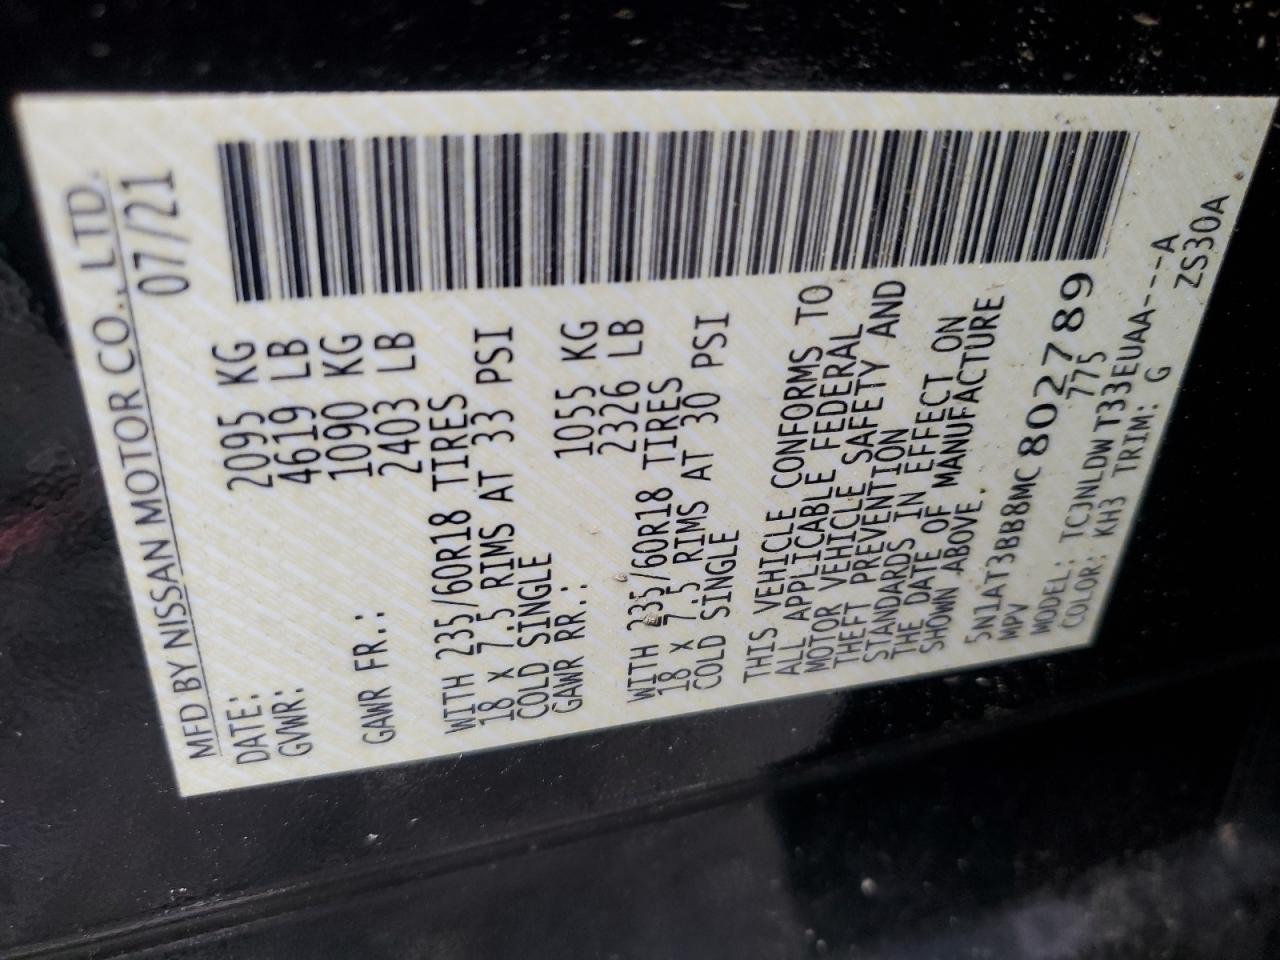 MFD BY NISSAN MOTOR CO., LTD.
DATE: 07/21
GVWR: 2095 KG
4619 LB
GAWR FR.: 1090 KG
2403 LB
WITH 235/60R18 TIRES
18 X 7.5 RIMS AT 33 PSI
COLD SINGLE
GAWR RR.: 1055 KG
2326 LB
WITH 235/60R18 TIRES
18 X 7.5 RIMS AT 30 PSI
COLD SINGLE
THIS VEHICLE CONFORMS TO
ALL APPLICABLE FEDERAL
MOTOR VEHICLE SAFETY AND
THEFT PREVENTION
STANDARDS IN EFFECT ON
THE DATE OF MANUFACTURE
SHOWN ABOVE.
5N1AT3BB8MC802789
MPV 775
MODEL: TCJNLDWT33EUAA----A
COLOR: KH3 TRIM: G ZS30A